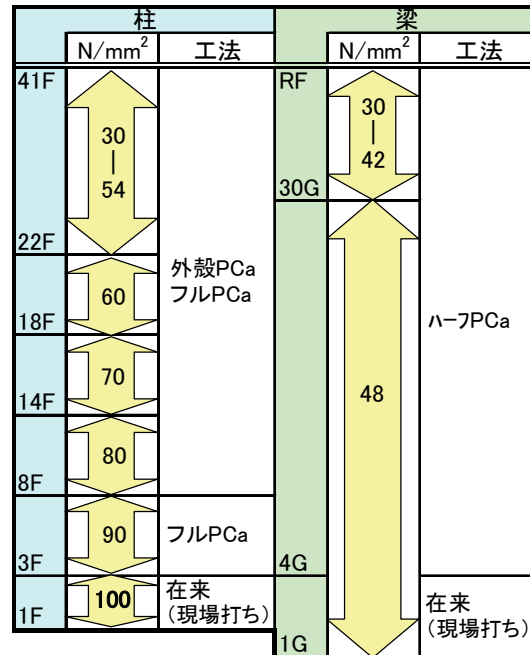 柱
梁
N/mm²
工法
N/mm²
工法
41F
RF
30
|
54
30
|
42
30G
22F
外殻PCa
フルPCa
60
ハーフPCa
18F
70
48
14F
80
8F
90
フルPCa
3F
4G
100
在来
(現場打ち)
在来
(現場打ち)
1F
1G